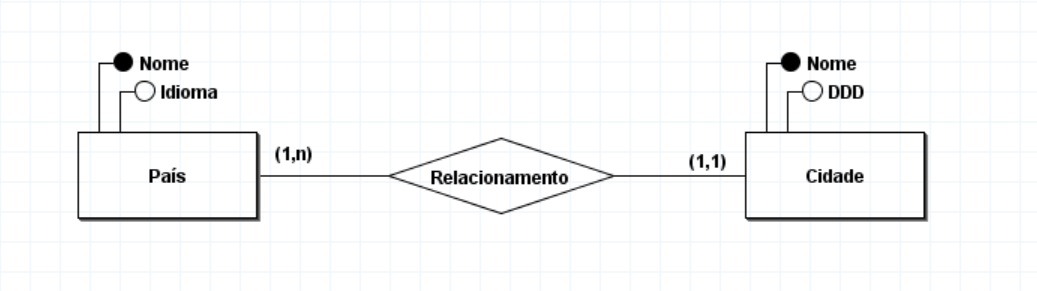 Nome
Idioma
País
(1,n)
Relacionamento
(1,1)
Nome
DDD
Cidade